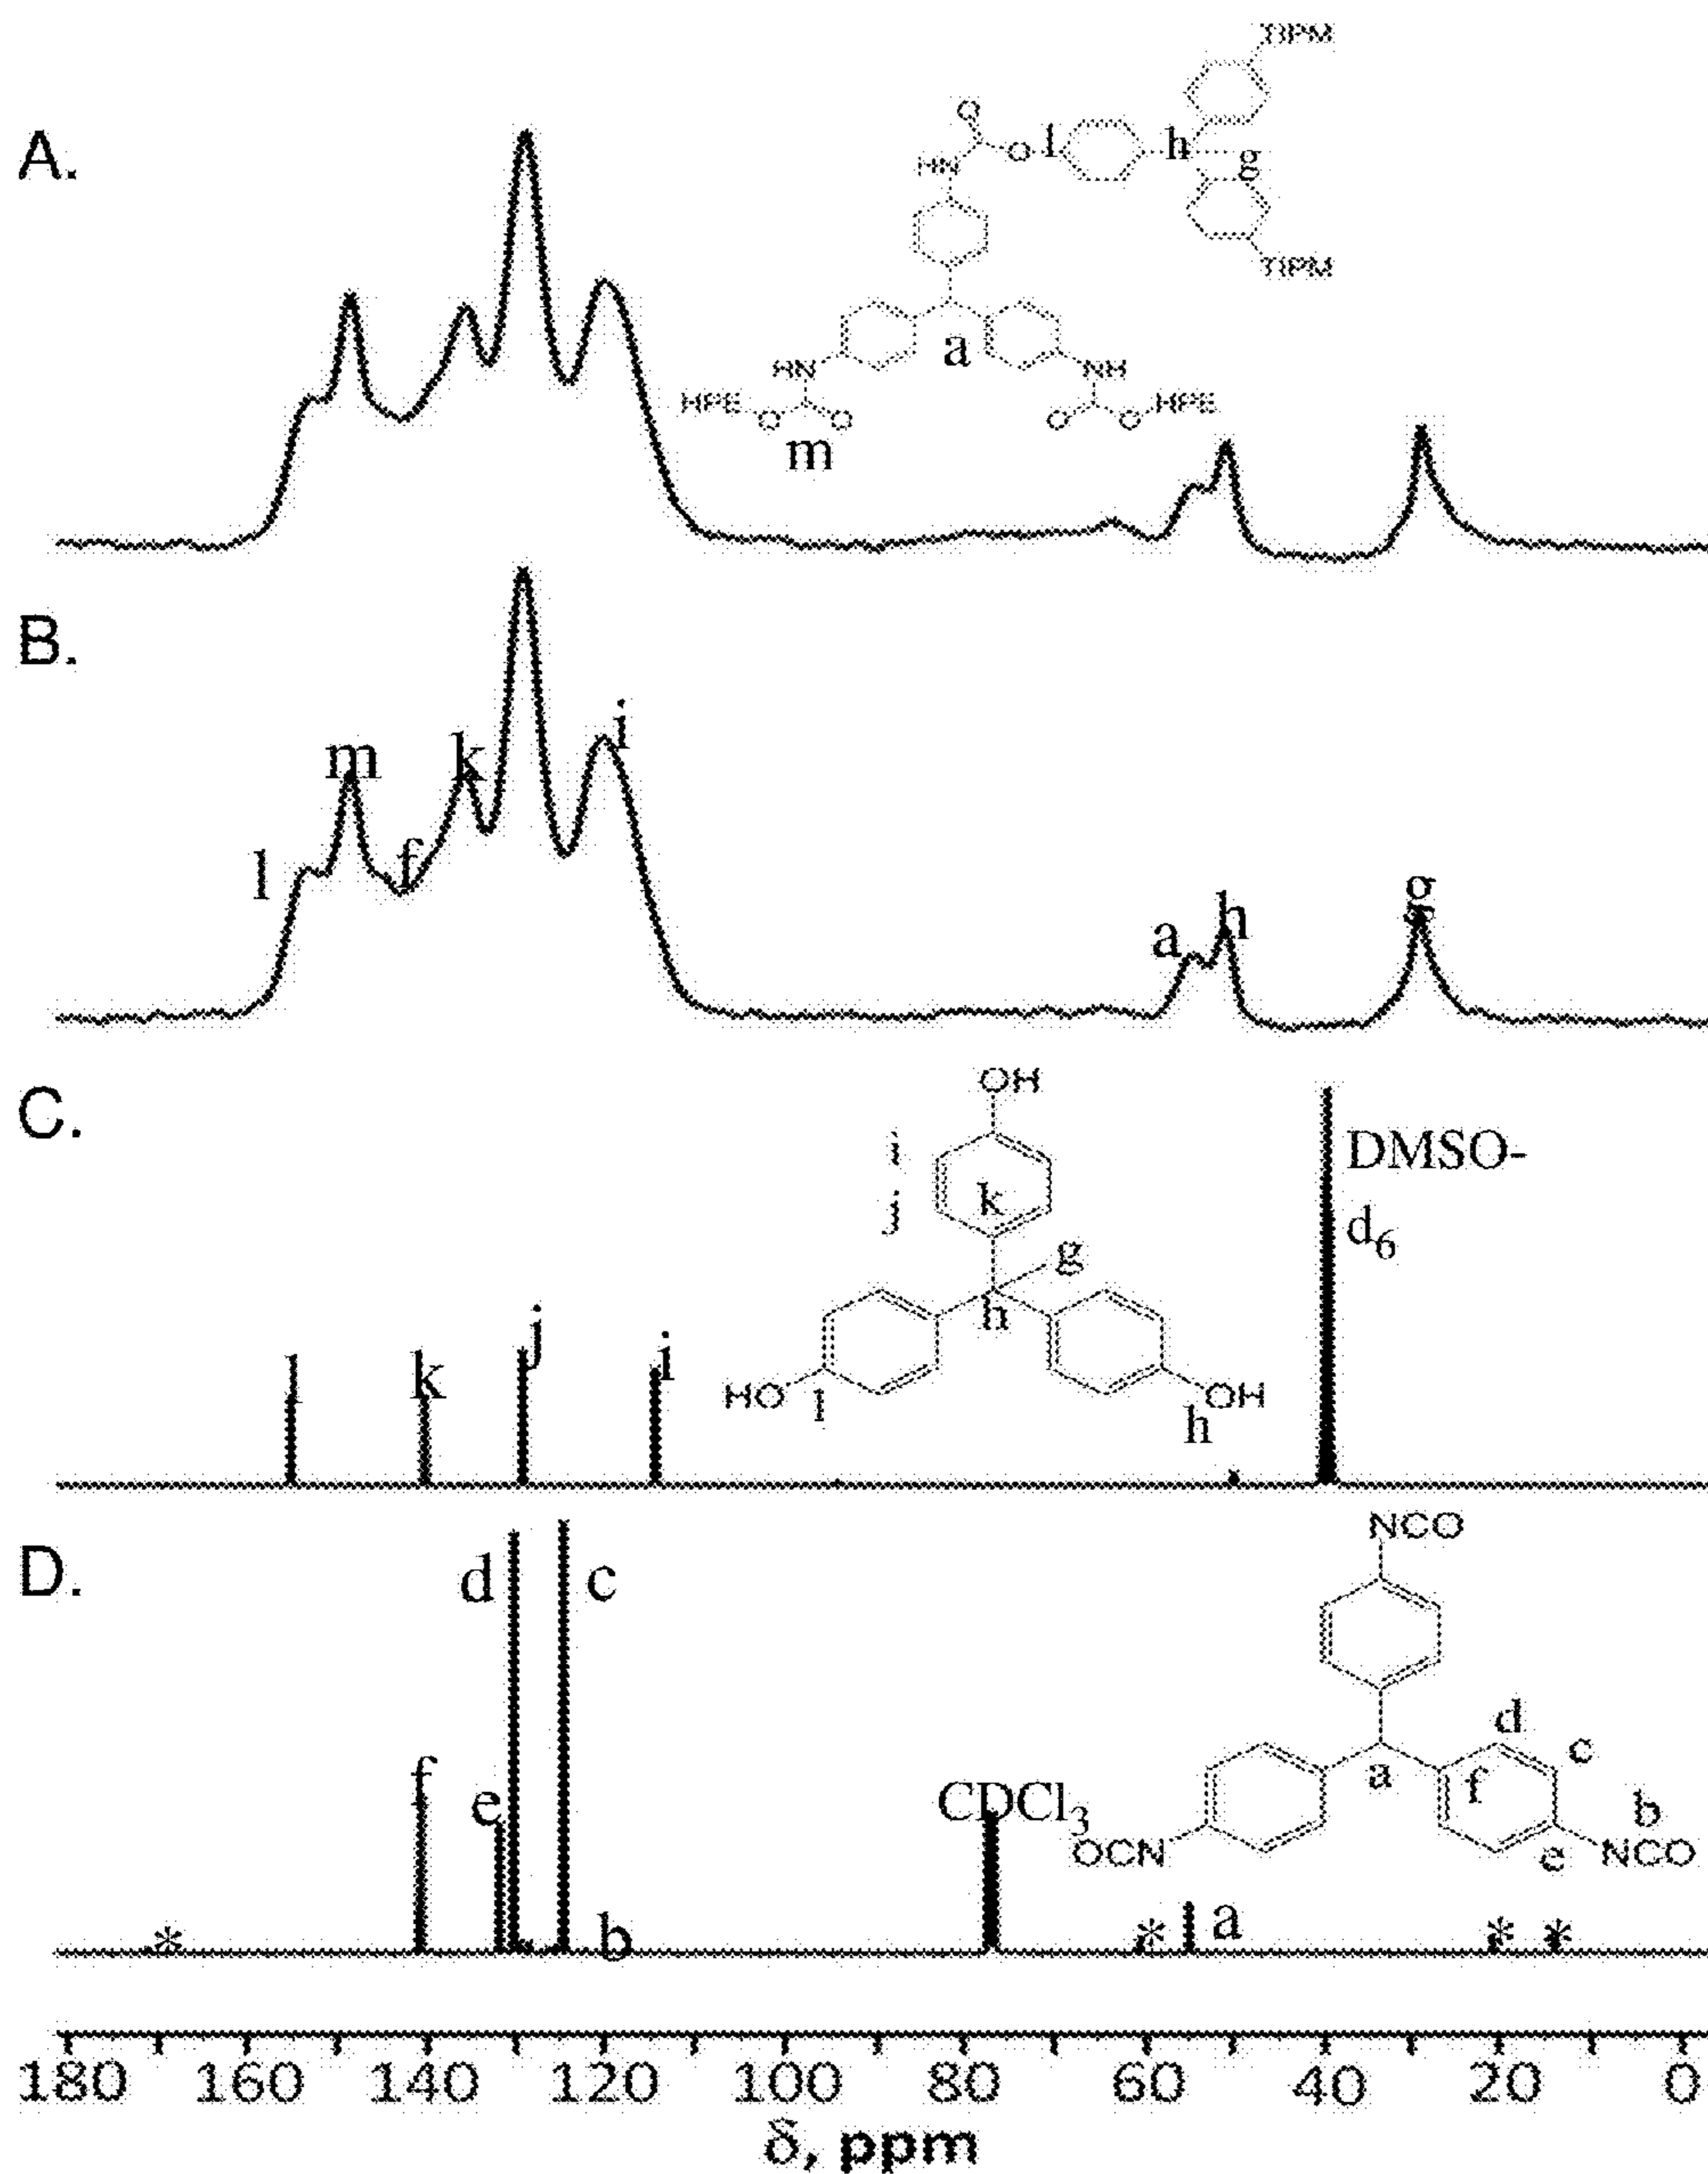 A.
TIPM
O
HN
O
l
h
g
TIPM
a
HN
NH
HPE
O
O
O
O
HPE
m
B.
l
m
f
k
i
a
h
g
C.
OH
i
j
k
g
h
HO
l
OH
h
l
k
j
i
DMSO-
d6
D.
NCO
d
c
a
f
b
OCN
e
NCO
*
f
e
d
c
b
CDCl3
*
a
*
*
180 160 140 120 100 80 60 40 20 0
δ, ppm